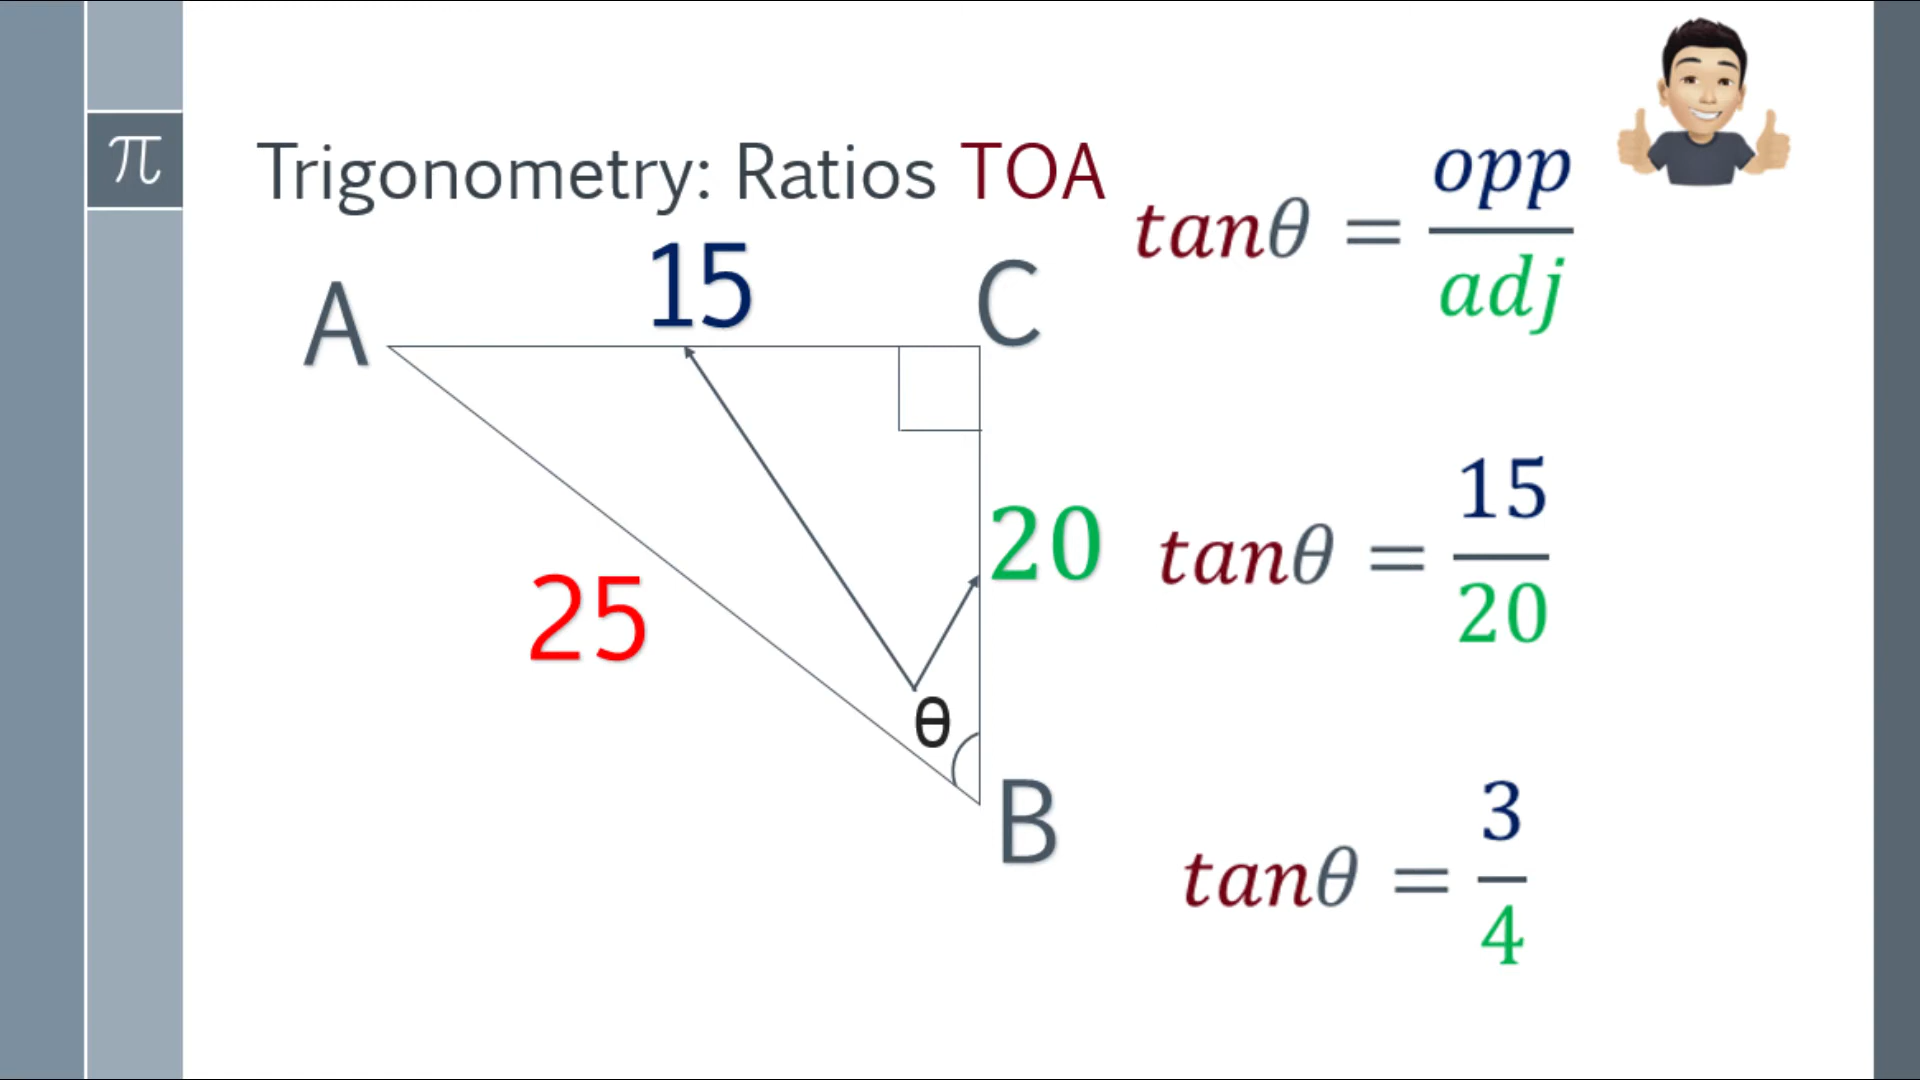 π
Trigonometry: Ratios TOA
tanθ = opp/adj
A
15
C
20
25
θ
B
tanθ = 15/20
tanθ = 3/4